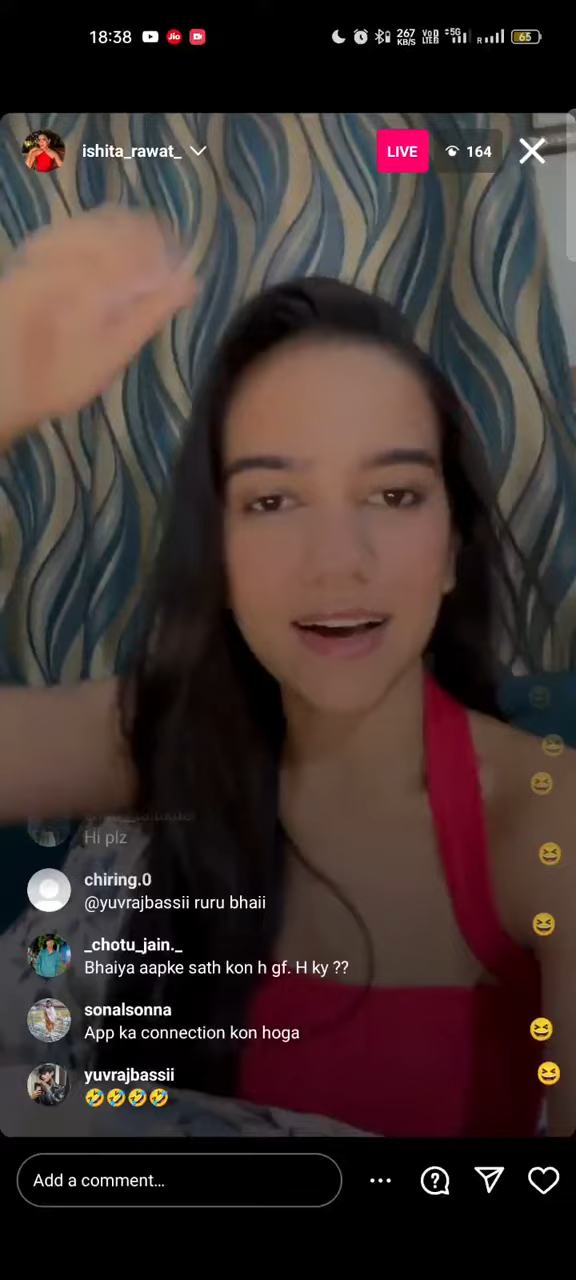 18:38
Jio
267
KB/S
Vo))
LTE
5G
R
65
ishita_rawat_
LIVE
164
Hi plz
chiring.0
@yuvrajbassii ruru bhaii
_chotu_jain._
Bhaiya aapke sath kon h gf. H ky ??
sonalsonna
App ka connection kon hoga
yuvrajbassii
🤣🤣🤣🤣
Add a comment...